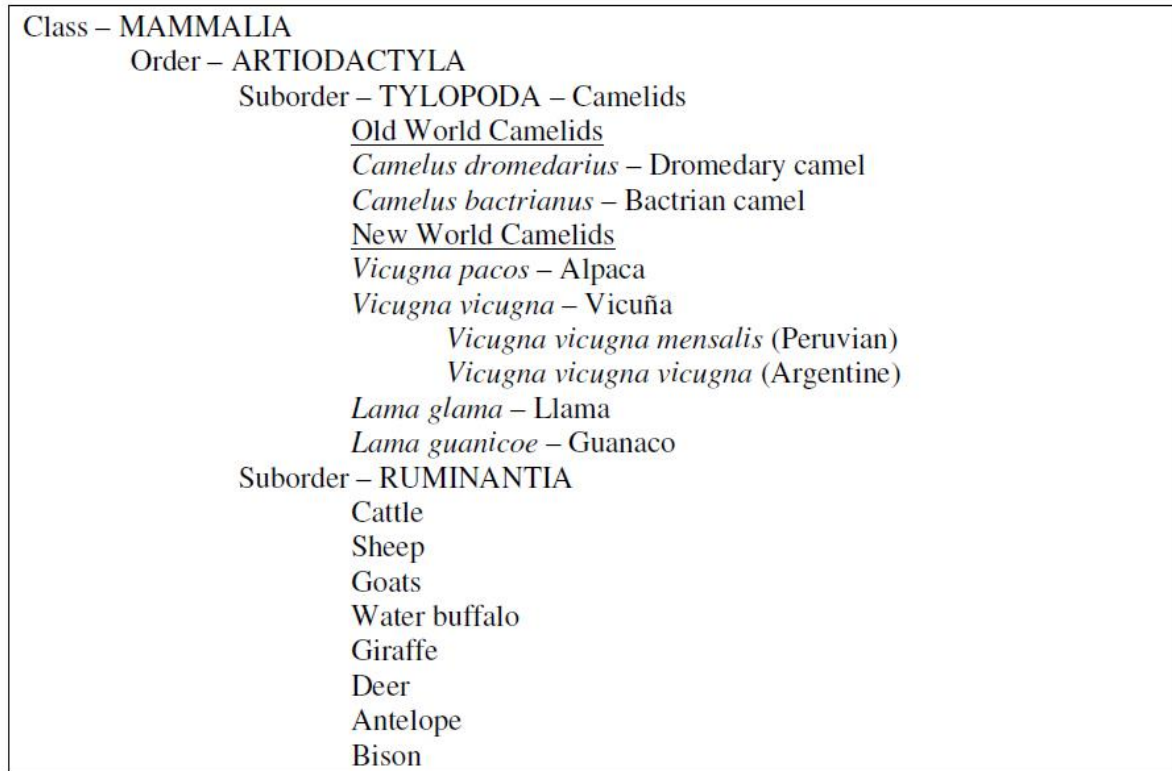 Class – MAMMALIA
Order – ARTIODACTYLA
Suborder – TYLOPODA – Camelids
Old World Camelids
Camelus dromedarius – Dromedary camel
Camelus bactrianus – Bactrian camel
New World Camelids
Vicugna pacos – Alpaca
Vicugna vicugna – Vicuña
Vicugna vicugna mensalis (Peruvian)
Vicugna vicugna vicugna (Argentine)
Lama glama – Llama
Lama guanicoe – Guanaco
Suborder – RUMINANTIA
Cattle
Sheep
Goats
Water buffalo
Giraffe
Deer
Antelope
Bison